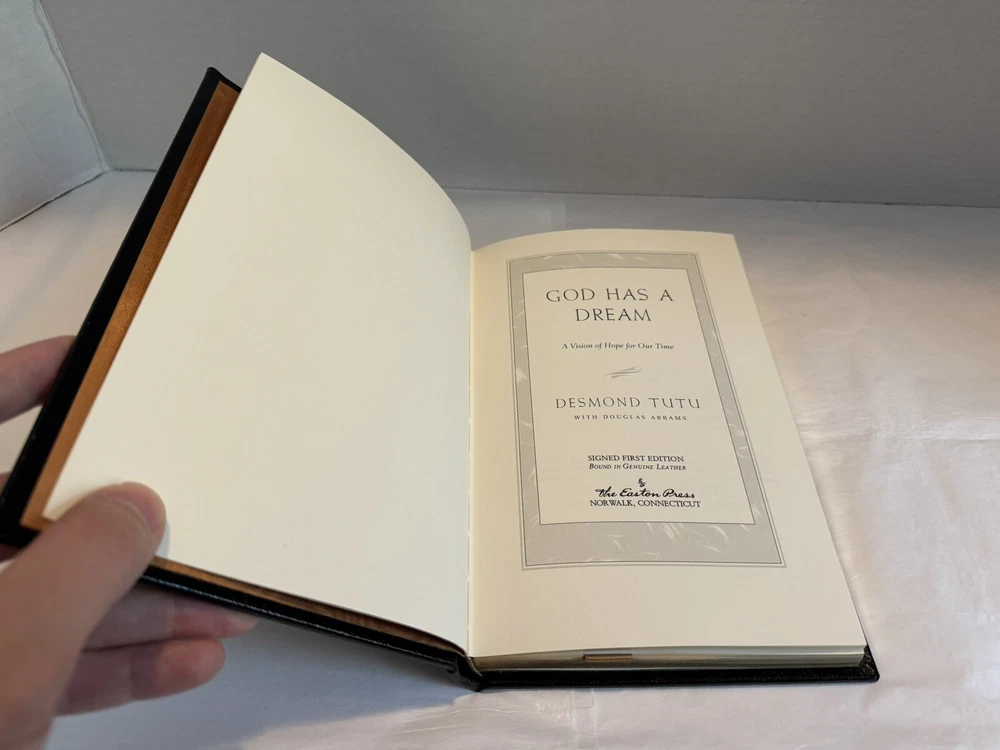 GOD HAS A
DREAM
A Vision of Hope for Our Time
DESMOND TUTU
WITH DOUGLAS ABRAMS
SIGNED FIRST EDITION
BOUND IN GENUINE LEATHER
The Easton Press
NORWALK, CONNECTICUT